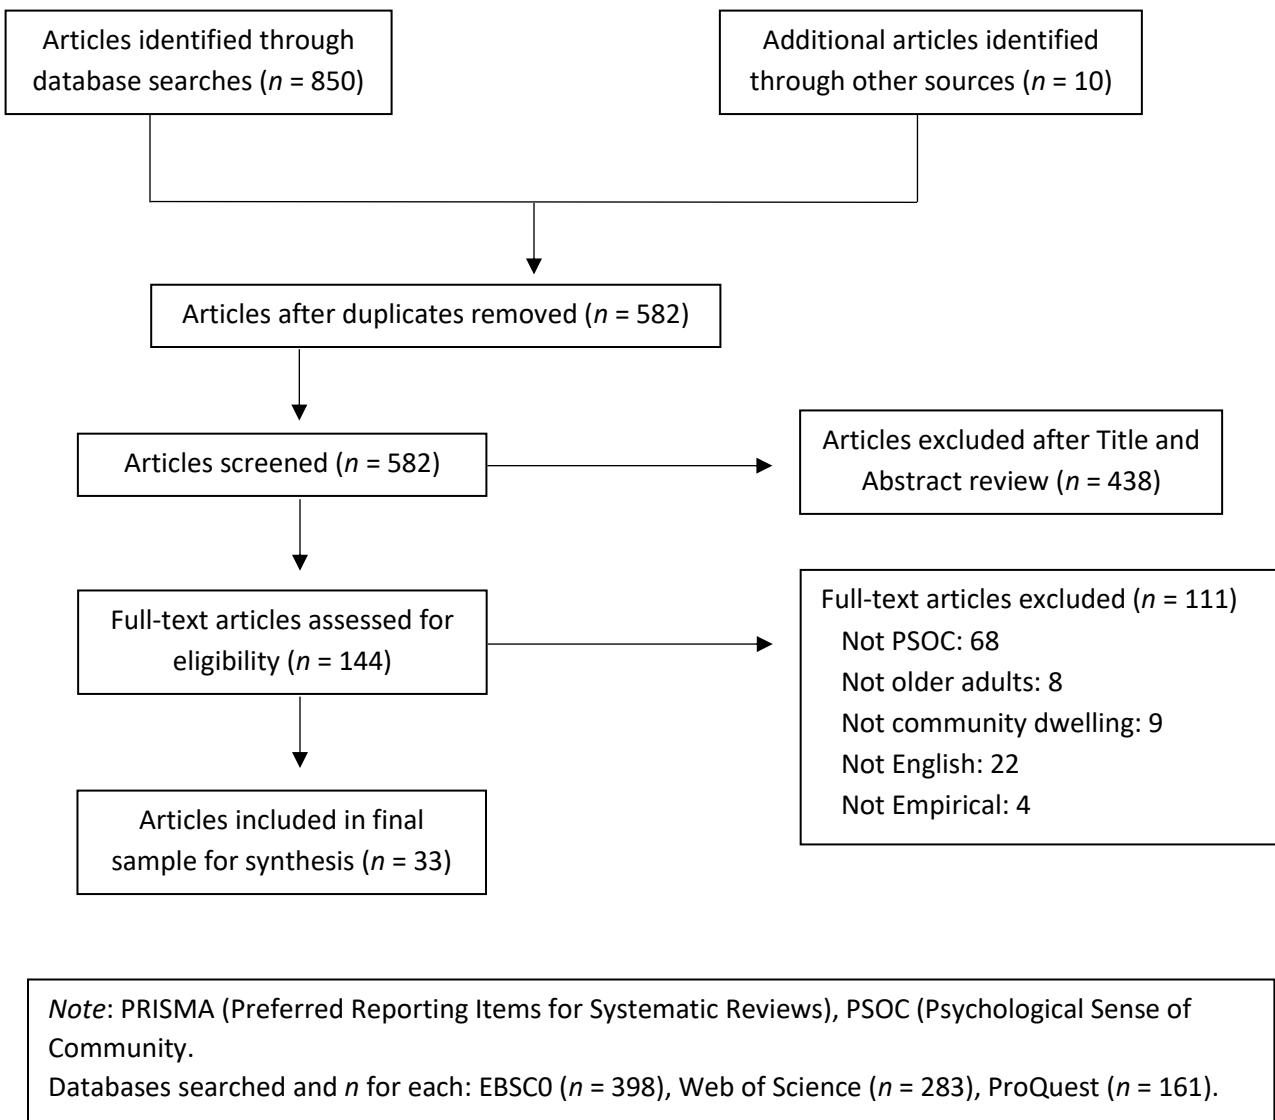 Articles identified through
database searches (n = 850)
Additional articles identified
through other sources (n = 10)
Articles after duplicates removed (n = 582)
Articles screened (n = 582)
Articles excluded after Title and
Abstract review (n = 438)
Full-text articles assessed for
eligibility (n = 144)
Full-text articles excluded (n = 111)
Not PSOC: 68
Not older adults: 8
Not community dwelling: 9
Not English: 22
Not Empirical: 4
Articles included in final
sample for synthesis (n = 33)
Note: PRISMA (Preferred Reporting Items for Systematic Reviews), PSOC (Psychological Sense of
Community.
Databases searched and n for each: EBSC0 (n = 398), Web of Science (n = 283), ProQuest (n = 161).